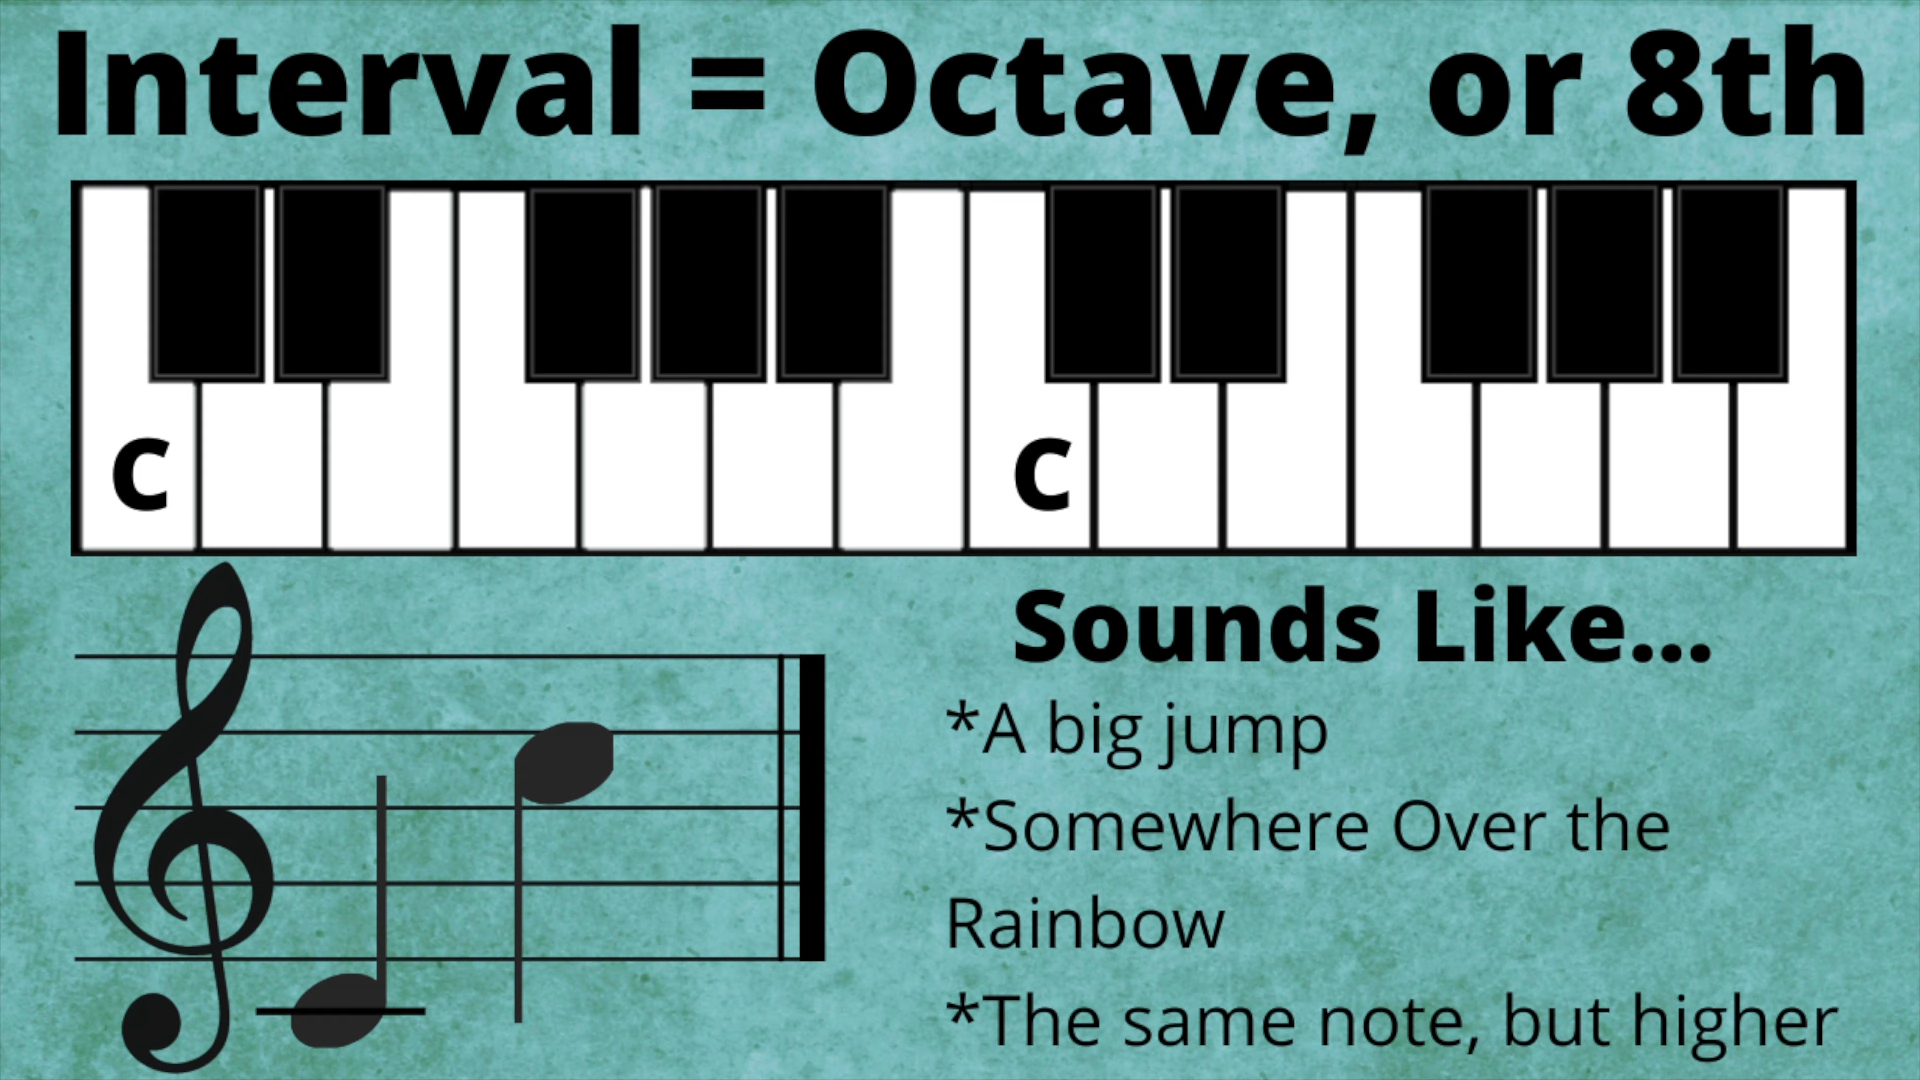 Interval = Octave, or 8th
C C
Sounds Like...
*A big jump
*Somewhere Over the
Rainbow
*The same note, but higher